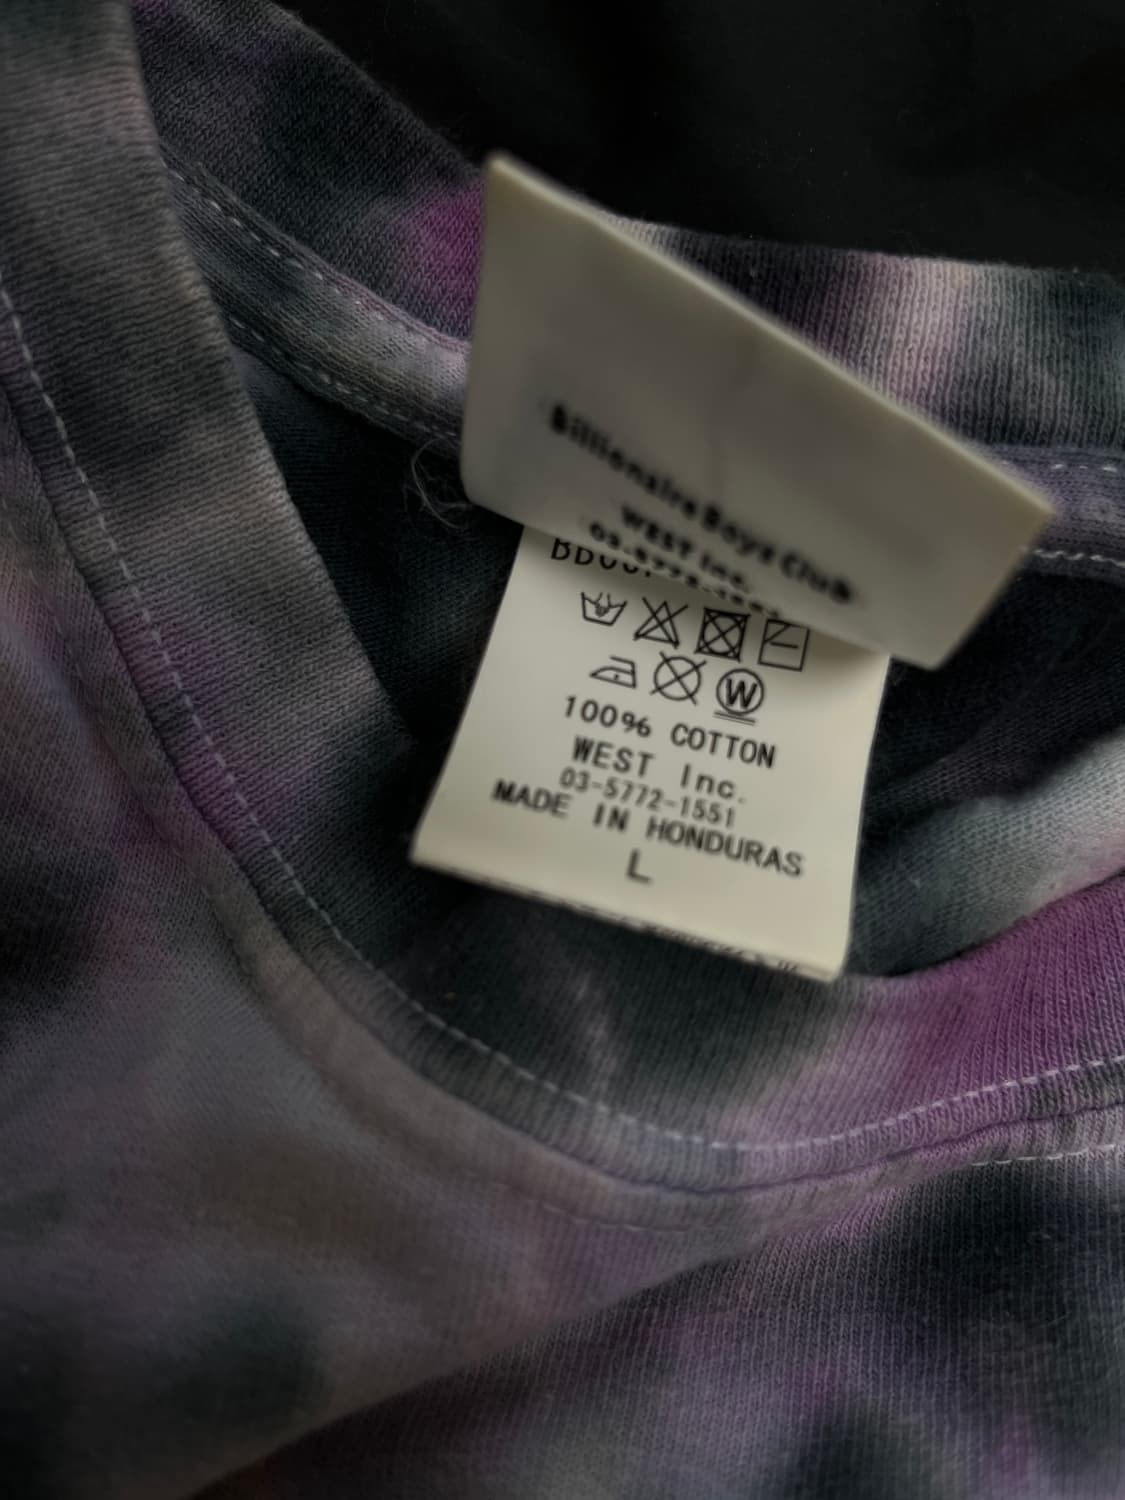 Billionaire Boys Club
WEST Inc.
W
100% COTTON
WEST Inc.
03-5772-1551
MADE IN HONDURAS
L